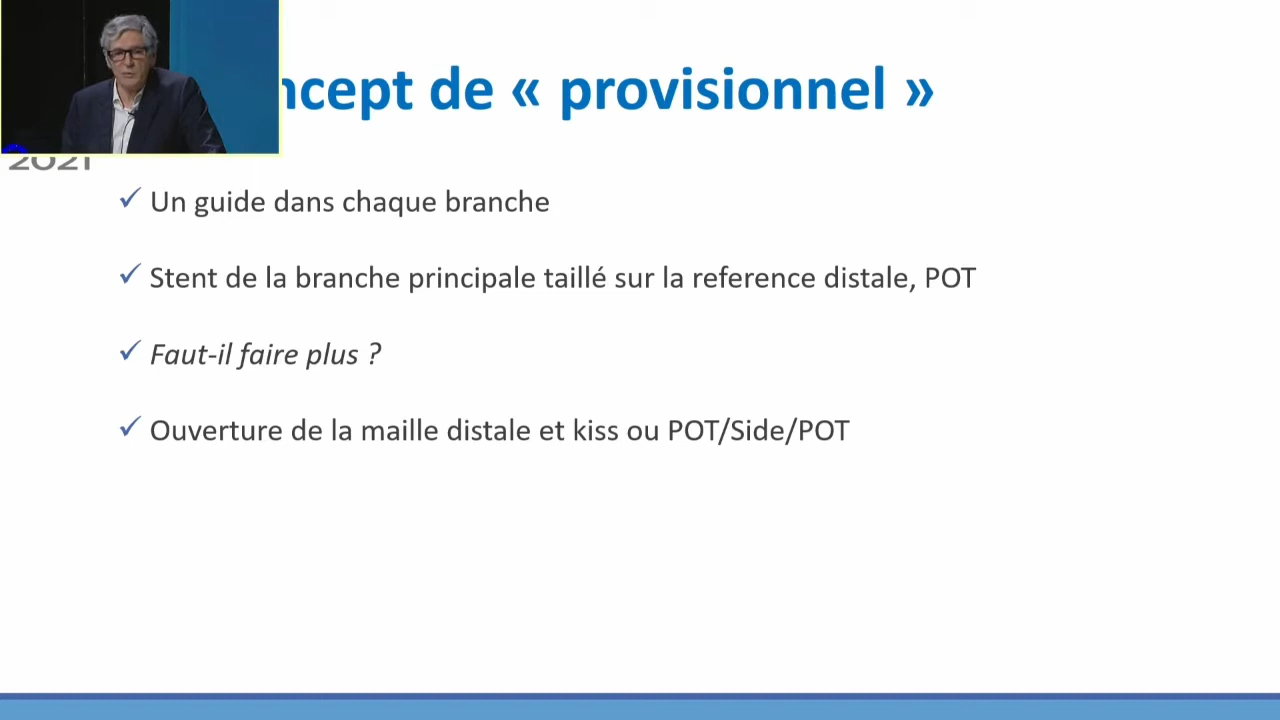 ncept de « provisionnel »
2021
Un guide dans chaque branche
Stent de la branche principale taillé sur la reference distale, POT
Faut-il faire plus ?
Ouverture de la maille distale et kiss ou POT/Side/POT